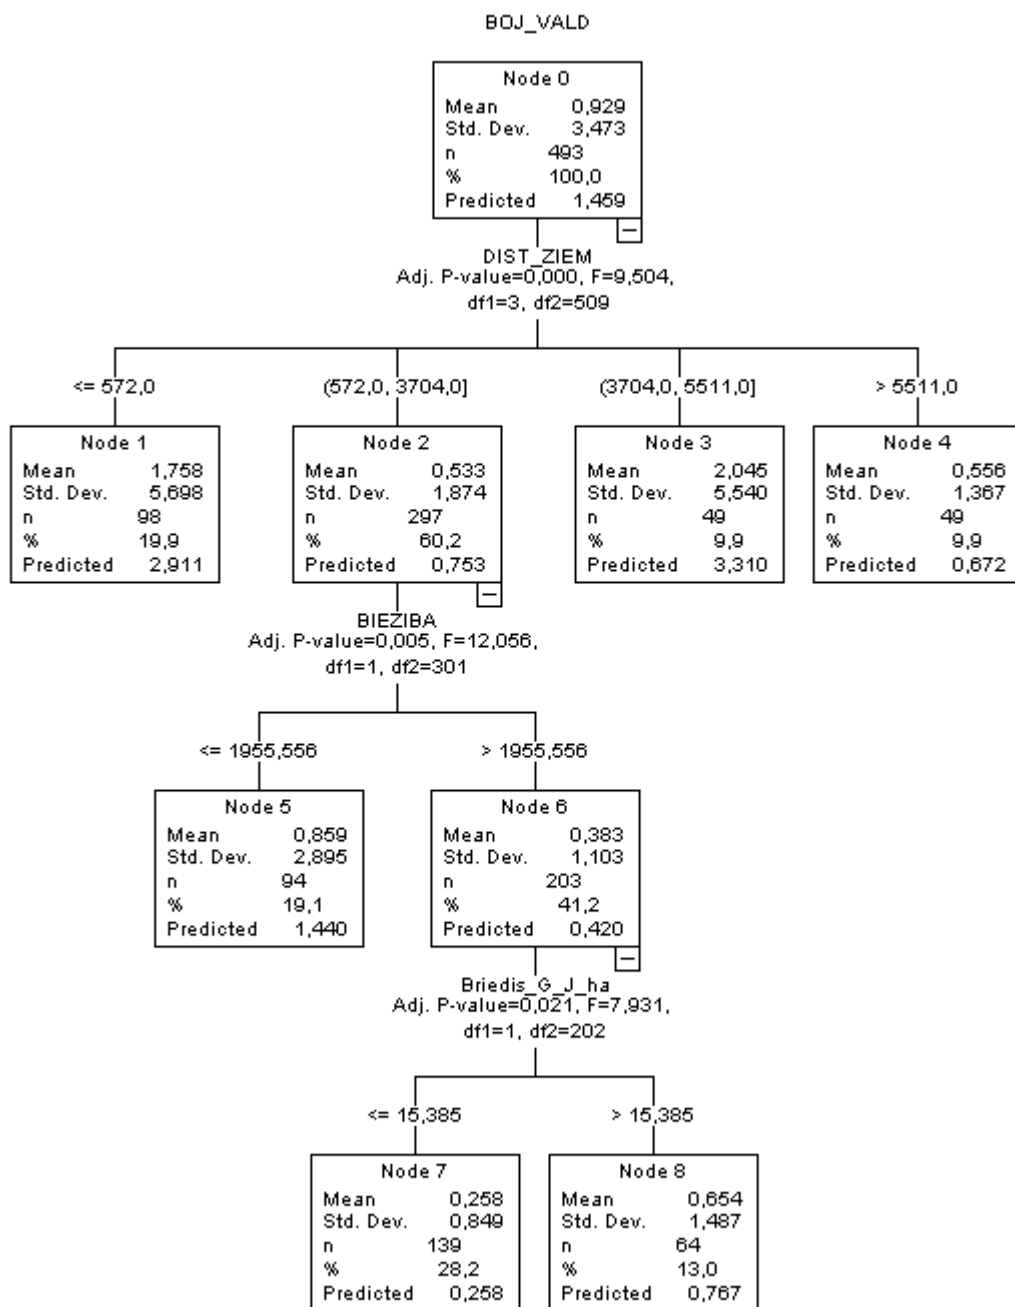 BOJ_VALD
Node 0
Mean 0,929
Std. Dev. 3,473
n 493
% 100,0
Predicted 1,459
DIST_ZIEM
Adj. P-value=0,000, F=9,504,
df1=3, df2=509
<= 572,0
(572,0, 3704,0]
(3704,0, 5511,0]
> 5511,0
Node 1
Mean 1,758
Std. Dev. 5,698
n 98
% 19,9
Predicted 2,911
Node 2
Mean 0,533
Std. Dev. 1,874
n 297
% 60,2
Predicted 0,753
Node 3
Mean 2,045
Std. Dev. 5,540
n 49
% 9,9
Predicted 3,310
Node 4
Mean 0,556
Std. Dev. 1,367
n 49
% 9,9
Predicted 0,672
BIEZIBA
Adj. P-value=0,005, F=12,056,
df1=1, df2=301
<= 1955,556
> 1955,556
Node 5
Mean 0,859
Std. Dev. 2,895
n 94
% 19,1
Predicted 1,440
Node 6
Mean 0,383
Std. Dev. 1,103
n 203
% 41,2
Predicted 0,420
Briedis_G_J_ha
Adj. P-value=0,021, F=7,931,
df1=1, df2=202
<= 15,385
> 15,385
Node 7
Mean 0,258
Std. Dev. 0,849
n 139
% 28,2
Predicted 0,258
Node 8
Mean 0,654
Std. Dev. 1,487
n 64
% 13,0
Predicted 0,767